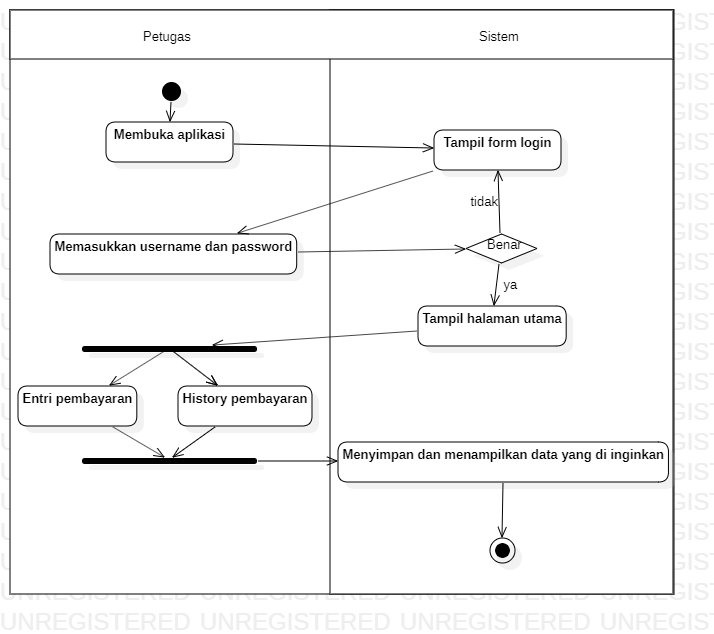 Petugas
Sistem
Membuka aplikasi
Tampil form login
tidak
Memasukkan username dan password
Benar
ya
Tampil halaman utama
Entri pembayaran
History pembayaran
Menyimpan dan menampilkan data yang di inginkan
UNREGISTERED UNREGISTERED UNREGISTERED UNREGIS